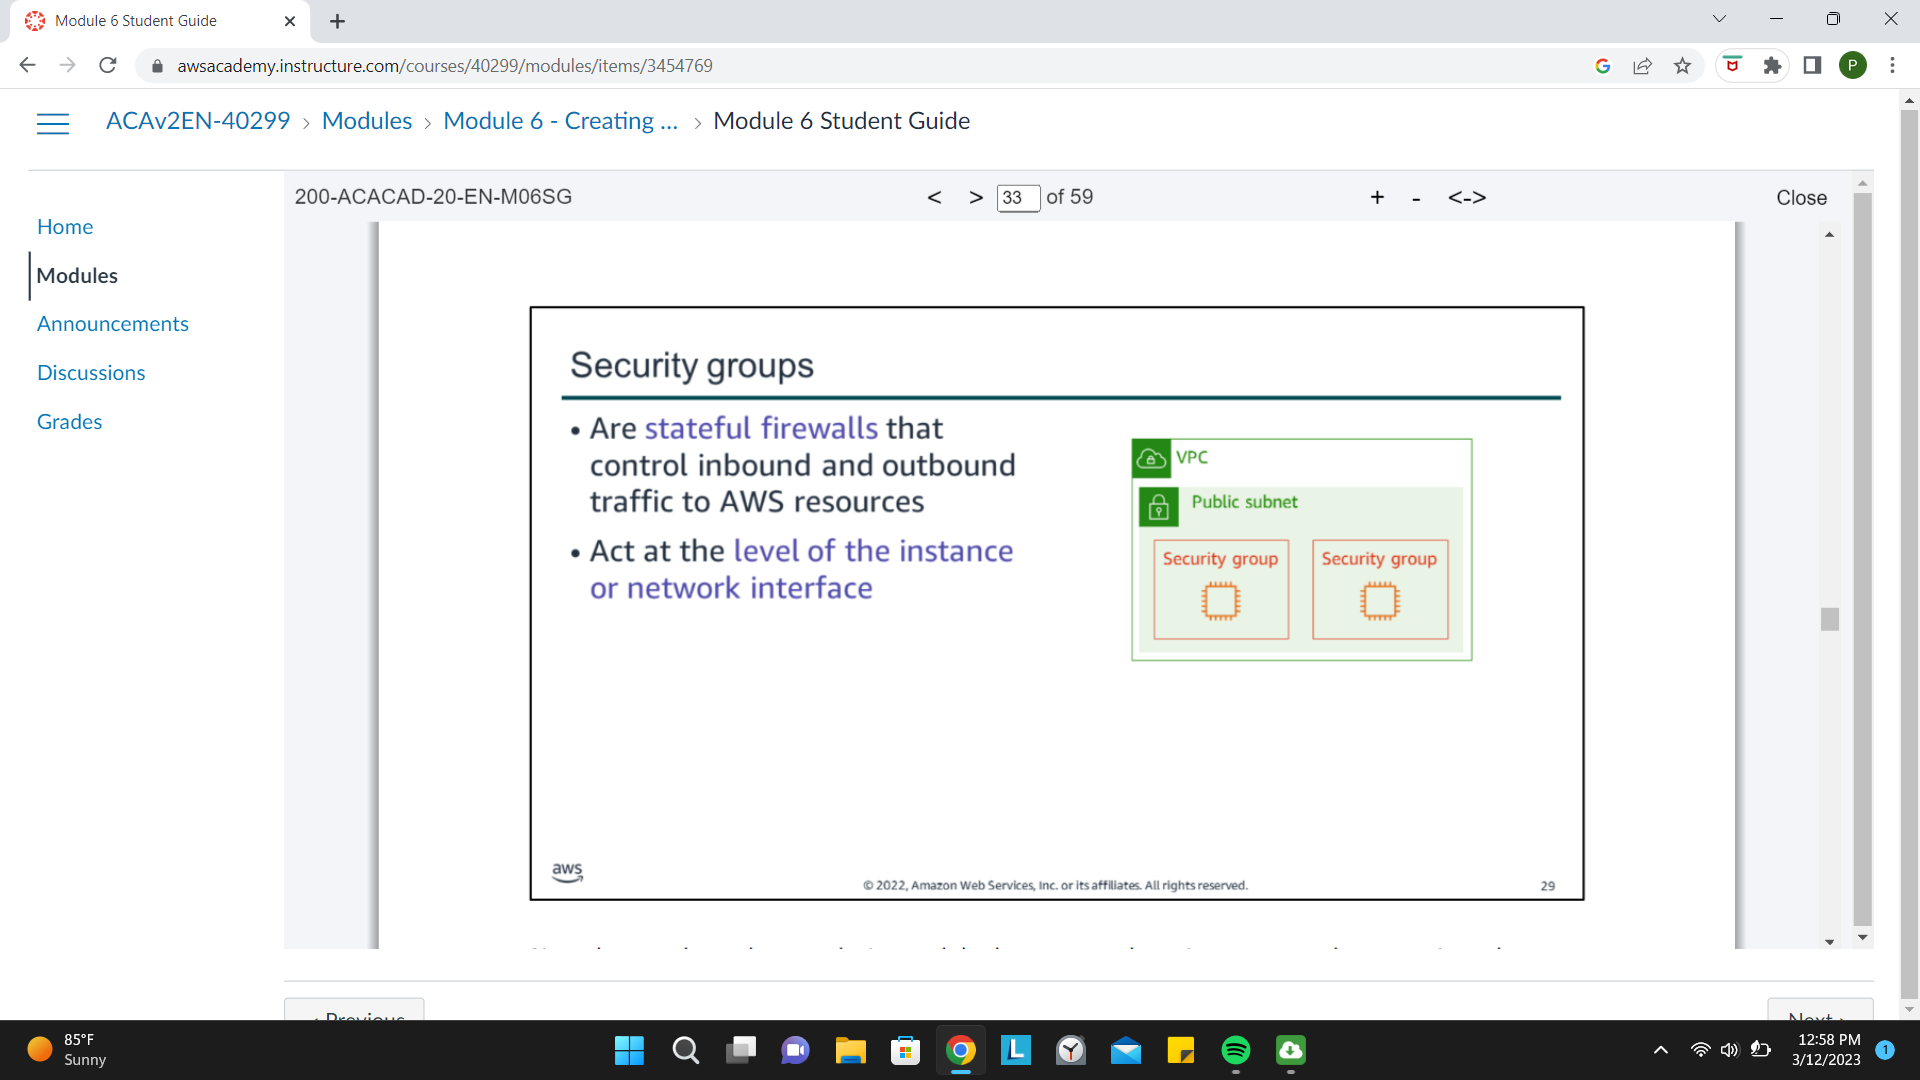 Module 6 Student Guide
awsacademy.instructure.com/courses/40299/modules/items/3454769
P
ACAv2EN-40299 › Modules › Module 6 - Creating ... › Module 6 Student Guide
200-ACACAD-20-EN-M06SG
< > 33 of 59
+ - <->
Close
Home
Modules
Announcements
Discussions
Grades
Security groups
• Are stateful firewalls that
control inbound and outbound
traffic to AWS resources
• Act at the level of the instance
or network interface
VPC
Public subnet
Security group
Security group
aws
© 2022, Amazon Web Services, Inc. or its affiliates. All rights reserved.
29
‹ Previous
Next ›
85°F
Sunny
L
12:58 PM
3/12/2023
1